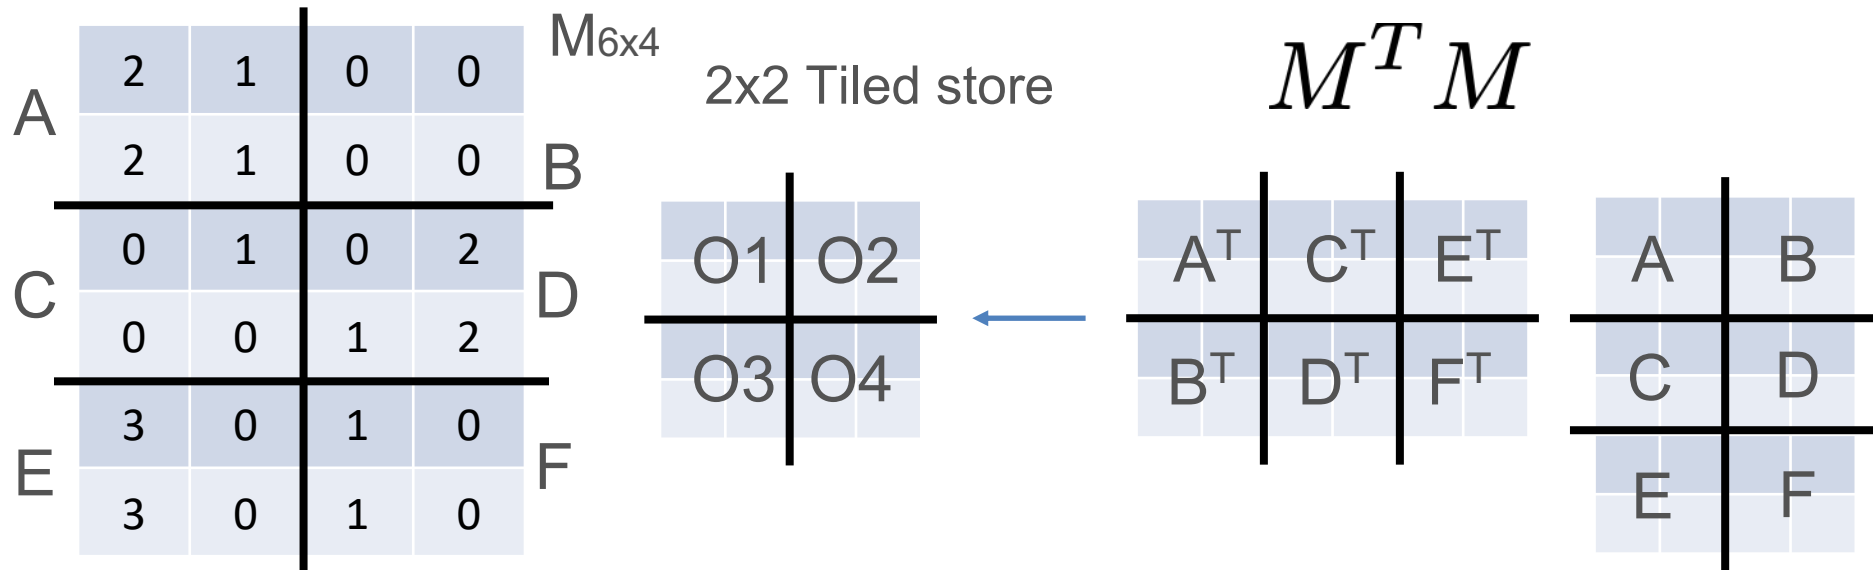 M6x4
2x2 Tiled store
M^T M
A
B
C
D
E
F
2 1 0 0
2 1 0 0
0 1 0 2
0 0 1 2
3 0 1 0
3 0 1 0
O1 O2
O3 O4
A^T C^T E^T
B^T D^T F^T
A B
C D
E F